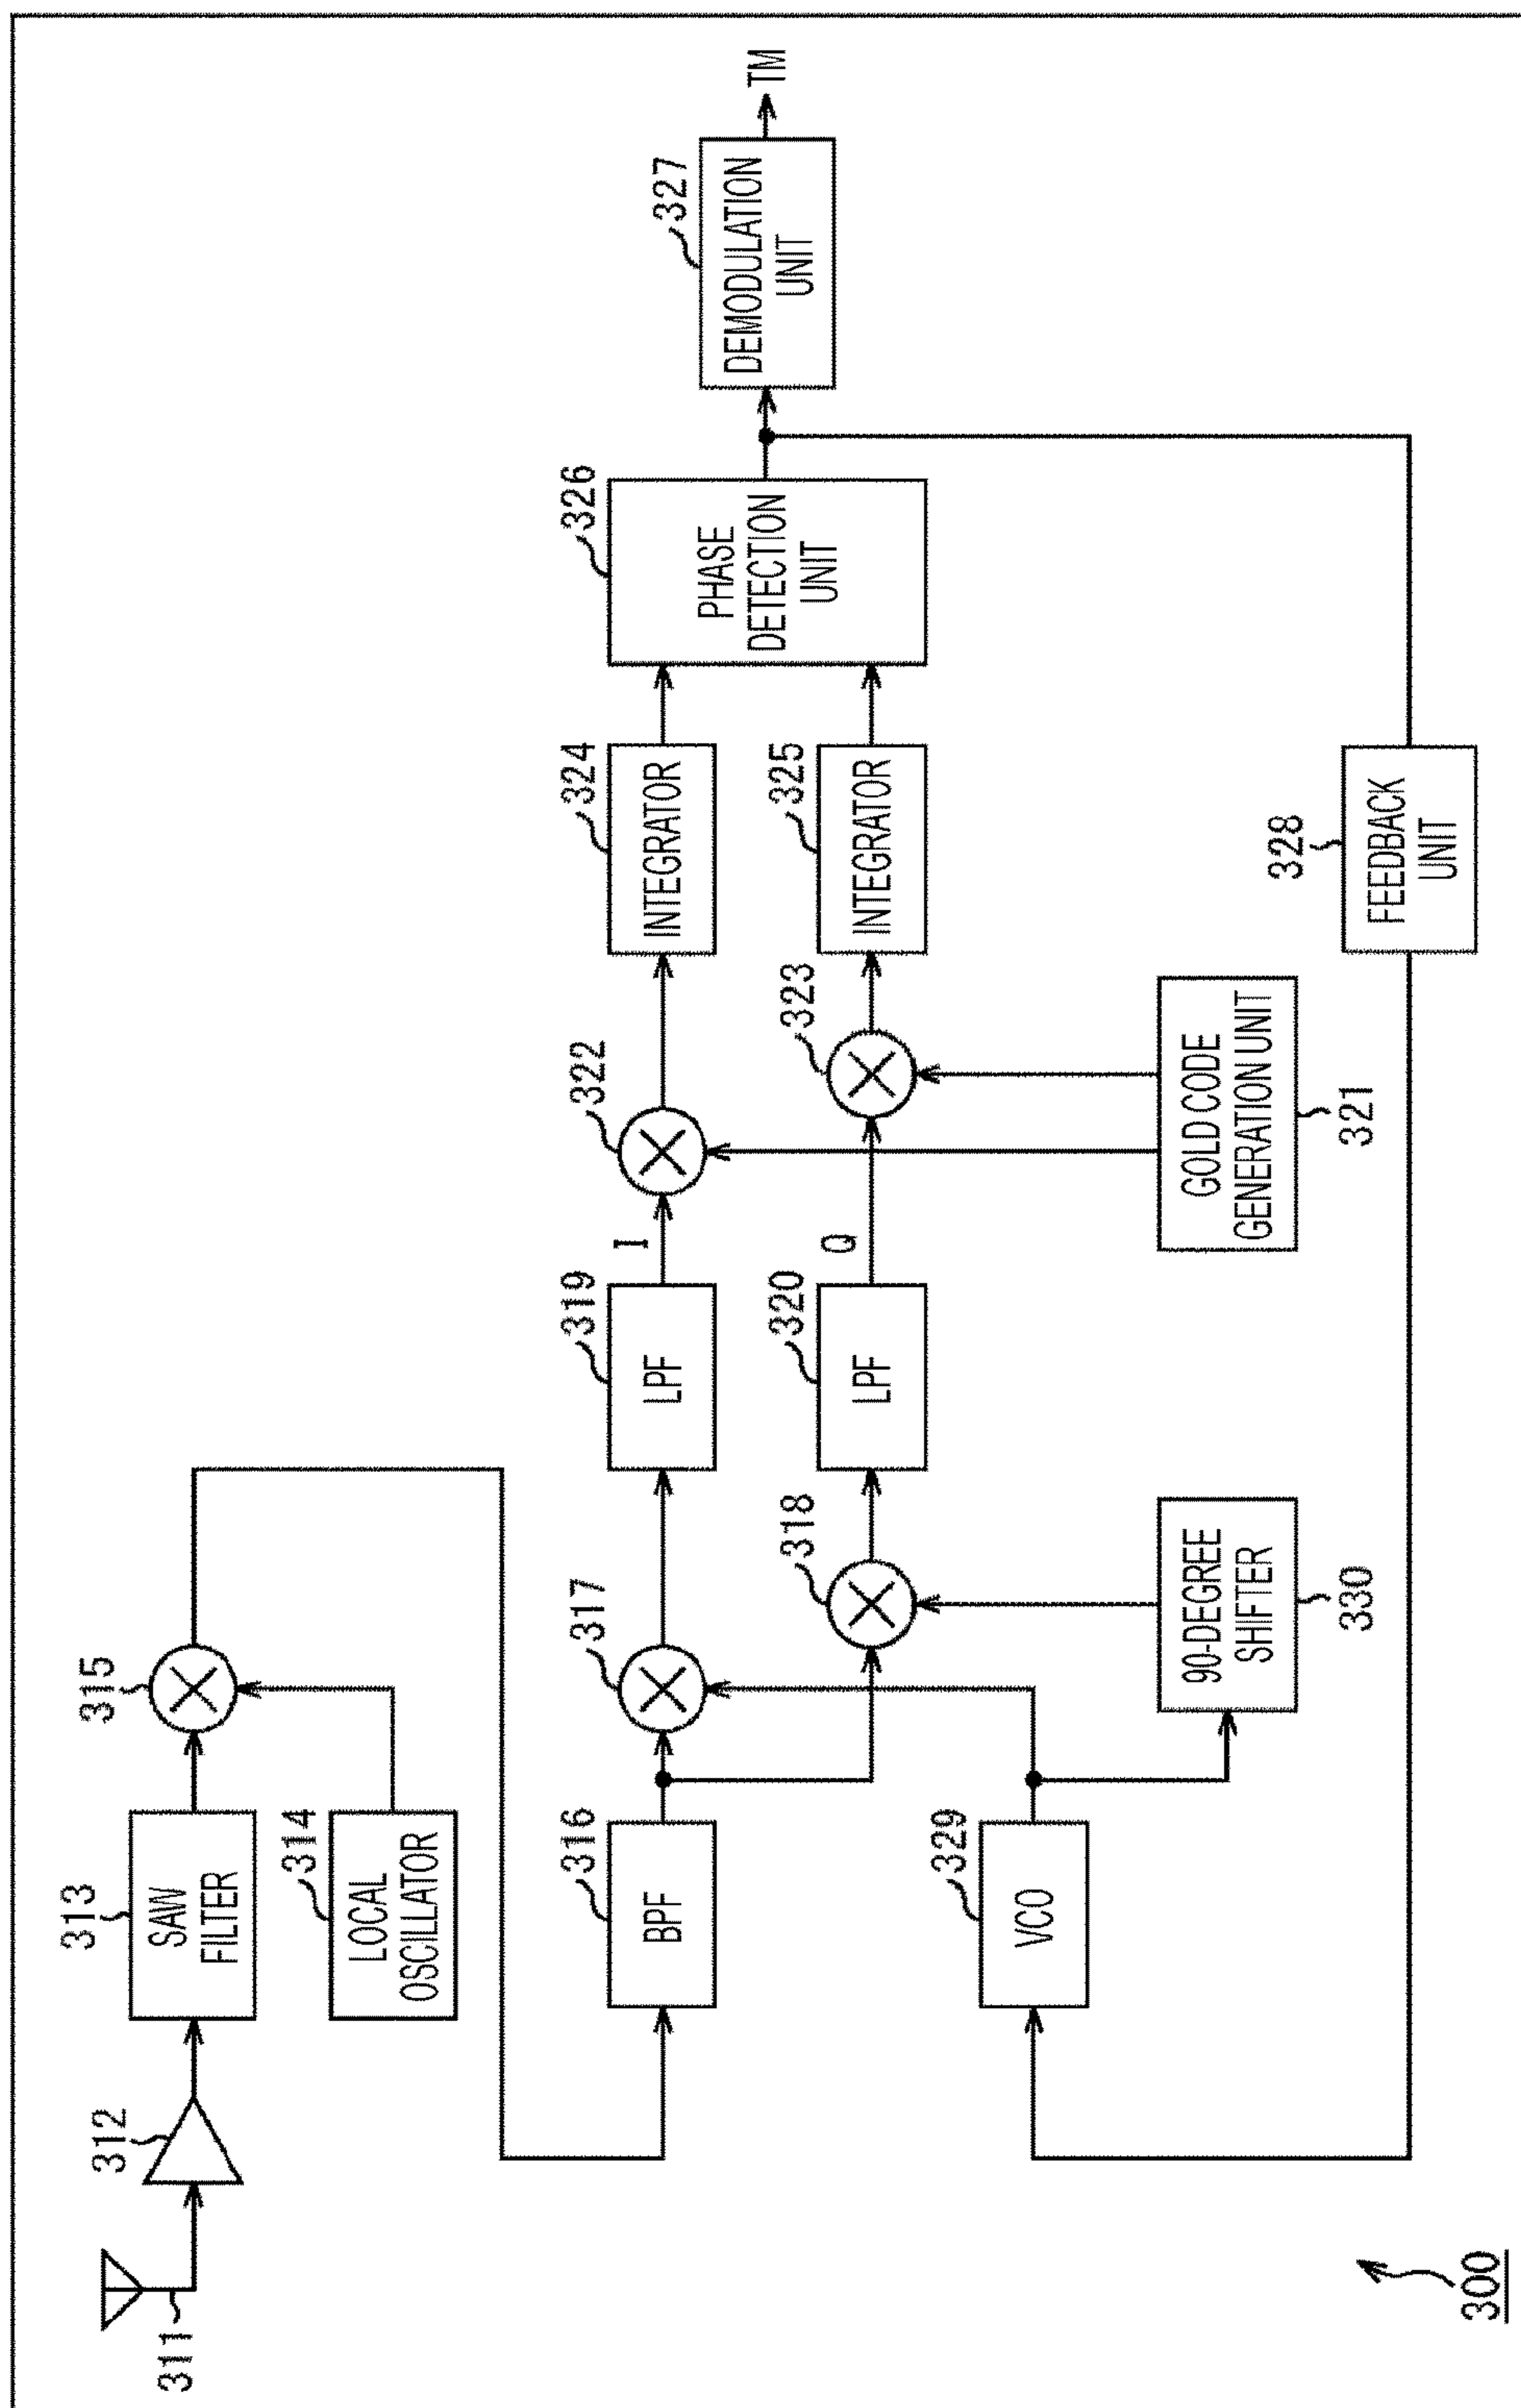 311
312
313
SAW
FILTER
314
LOCAL
OSCILLATOR
315
316
BPF
317
318
319
LPF
320
LPF
I
Q
322
323
324
INTEGRATOR
325
INTEGRATOR
326
PHASE
DETECTION
UNIT
327
DEMODULATION
UNIT
TM
329
VCO
90-DEGREE
SHIFTER
330
GOLD CODE
GENERATION UNIT
321
328
FEEDBACK
UNIT
300